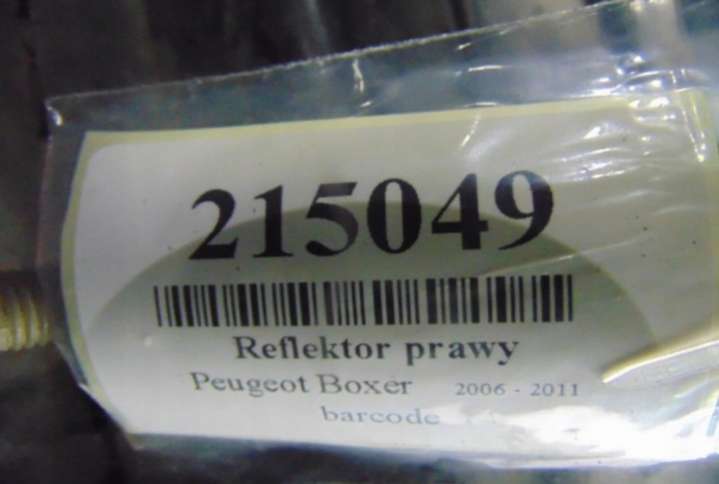 215049
Reflektor prawy
Peugeot Boxer 2006 - 2011
barcode